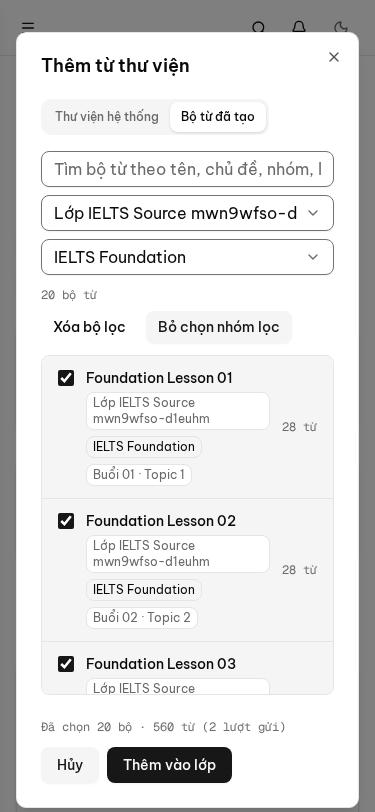 Thêm từ thư viện
Thư viện hệ thống
Bộ từ đã tạo
Tìm bộ từ theo tên, chủ đề, nhóm, l
Lớp IELTS Source mwn9wfso-d
IELTS Foundation
20 bộ từ
Xóa bộ lọc
Bỏ chọn nhóm lọc
Foundation Lesson 01
Lớp IELTS Source
mwn9wfso-d1euhm
28 từ
IELTS Foundation
Buổi 01 · Topic 1
Foundation Lesson 02
Lớp IELTS Source
mwn9wfso-d1euhm
28 từ
IELTS Foundation
Buổi 02 · Topic 2
Foundation Lesson 03
Lớp IELTS Source
Đã chọn 20 bộ · 560 từ (2 lượt gửi)
Hủy
Thêm vào lớp